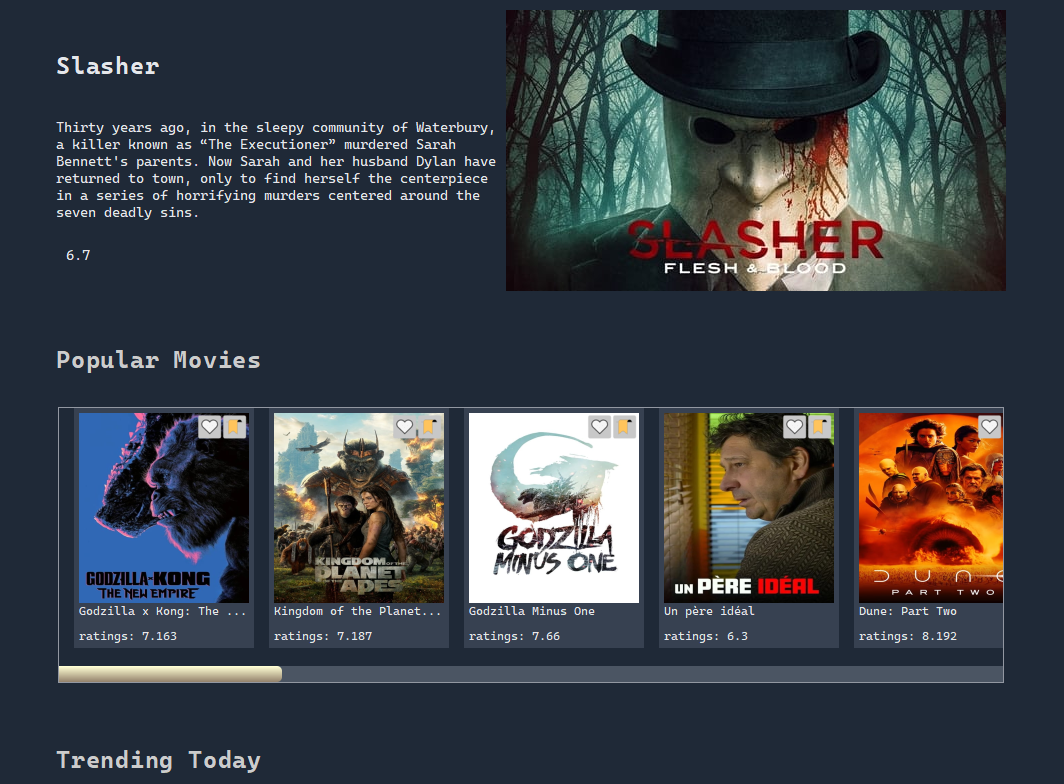 Slasher
Thirty years ago, in the sleepy community of Waterbury,
a killer known as “The Executioner” murdered Sarah
Bennett's parents. Now Sarah and her husband Dylan have
returned to town, only to find herself the centerpiece
in a series of horrifying murders centered around the
seven deadly sins.
6.7
SLASHER
FLESH & BLOOD
Popular Movies
GODZILLA × KONG
THE NEW EMPIRE
Godzilla x Kong: The ...
ratings: 7.163
KINGDOM OF THE
PLANET
OF THE
APES
Kingdom of the Planet...
ratings: 7.187
GODZILLA
MINUS ONE
Godzilla Minus One
ratings: 7.66
UN PÈRE IDÉAL
Un père idéal
ratings: 6.3
DUNE
PART TWO
Dune: Part Two
ratings: 8.192
Trending Today